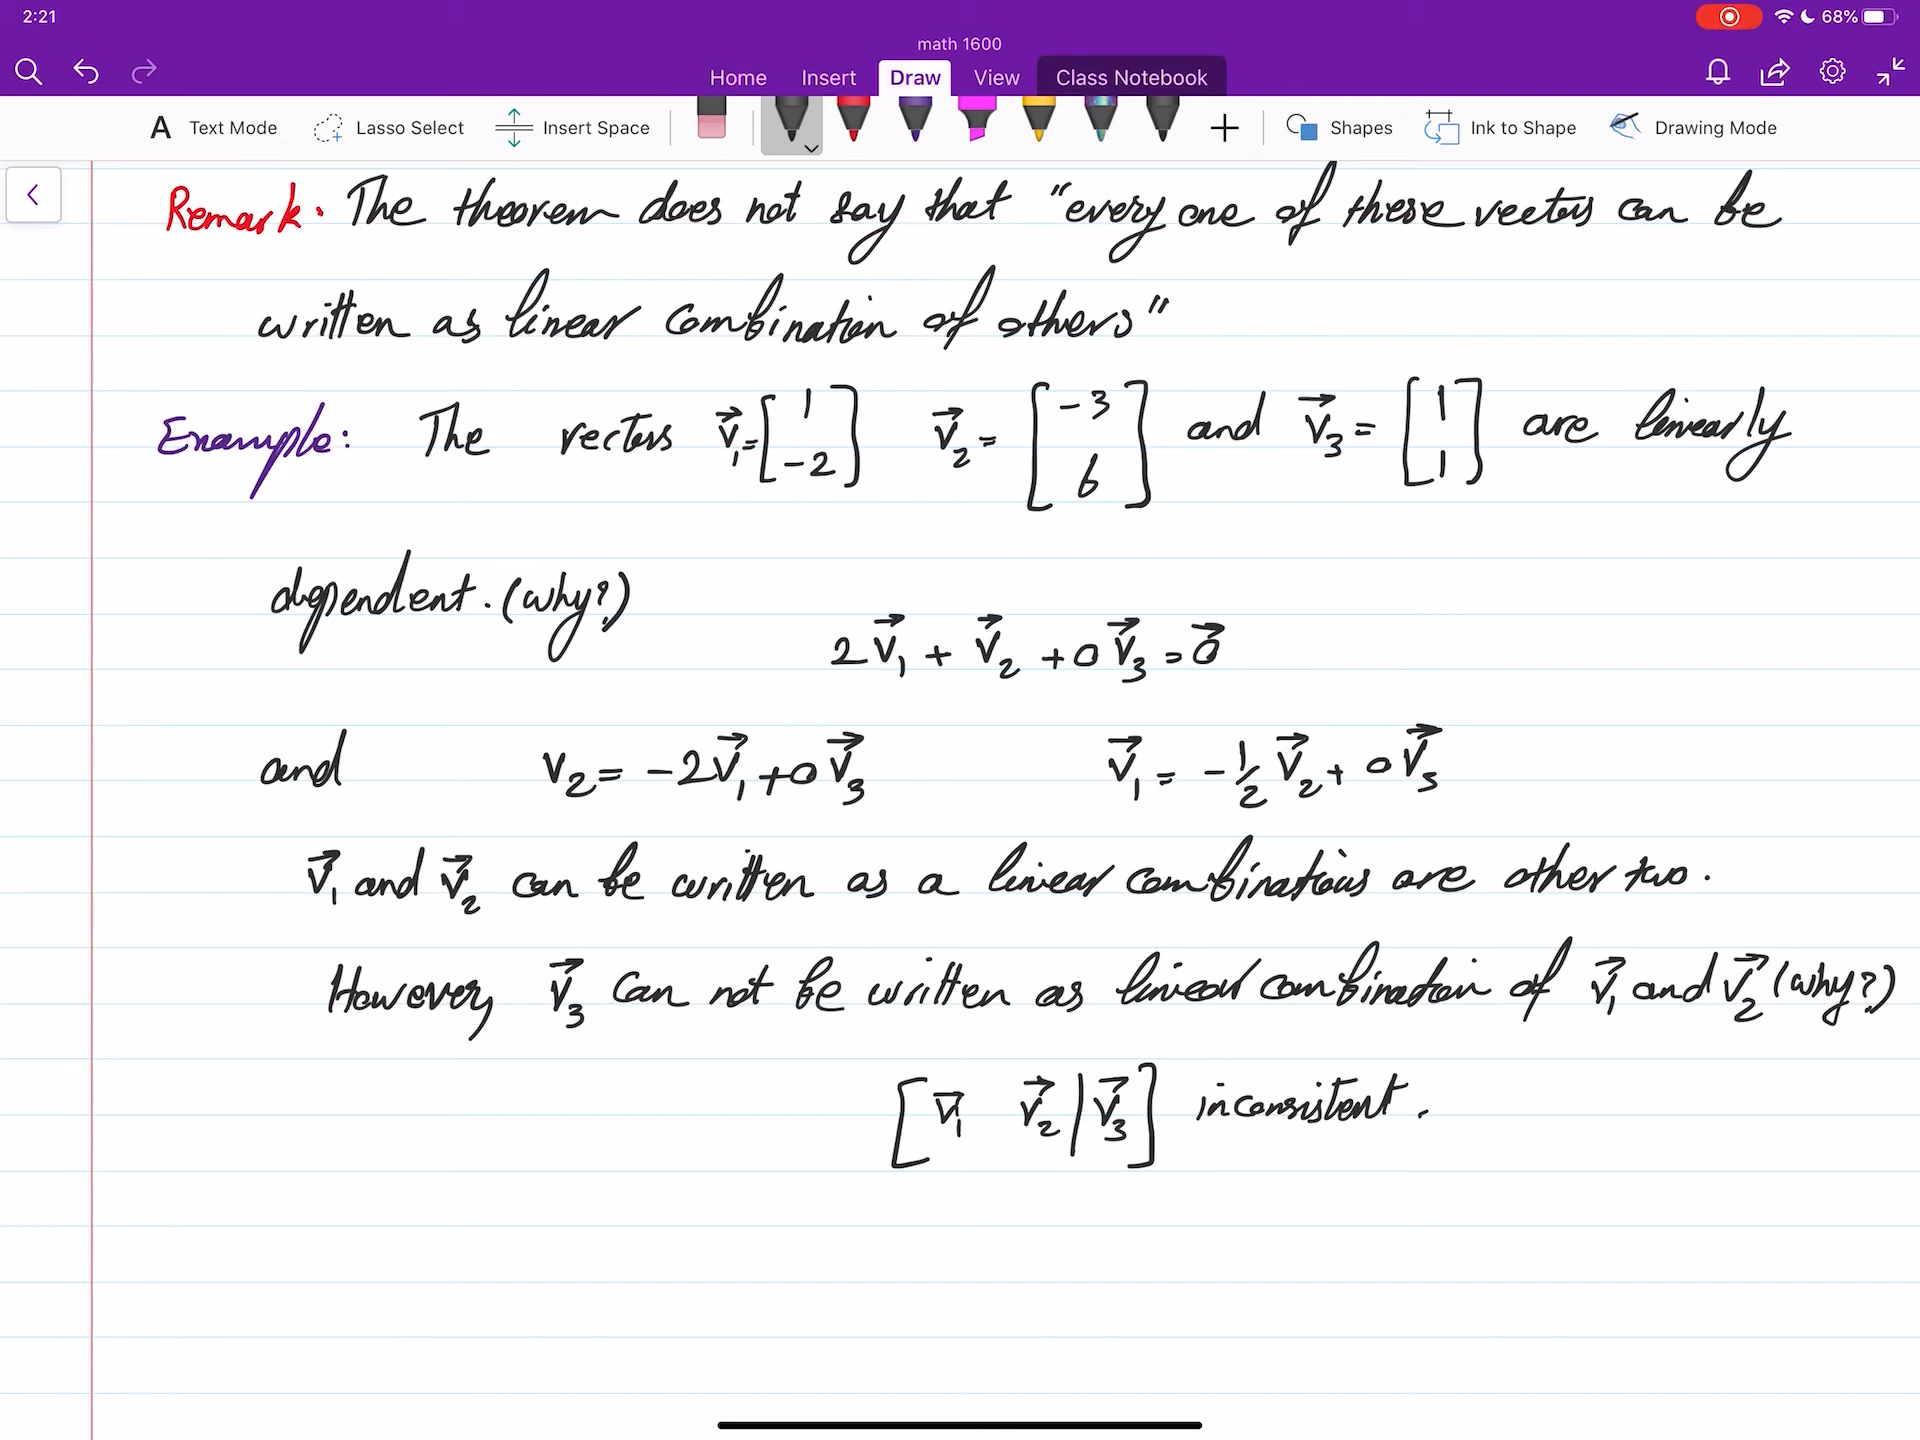 2:21
68%
math 1600
Home Insert Draw View Class Notebook
A Text Mode Lasso Select Insert Space Shapes Ink to Shape Drawing Mode
Remark. The theorem does not say that "every one of these vectors can be
written as linear combination of others"
Example: The vectors v⃗₁ = [1 -2] v⃗₂ = [-3 6] and v⃗₃ = [1 1] are linearly
dependent. (why?)
2v⃗₁ + v⃗₂ + 0v⃗₃ = 0⃗
and v₂ = -2v⃗₁ + 0v⃗₃ v⃗₁ = -1/2 v⃗₂ + 0v⃗₃
v⃗₁ and v⃗₂ can be written as a linear combinations are other two.
However, v⃗₃ can not be written as linear combination of v⃗₁ and v⃗₂ (why?)
[v⃗₁ v⃗₂ | v⃗₃] inconsistent.